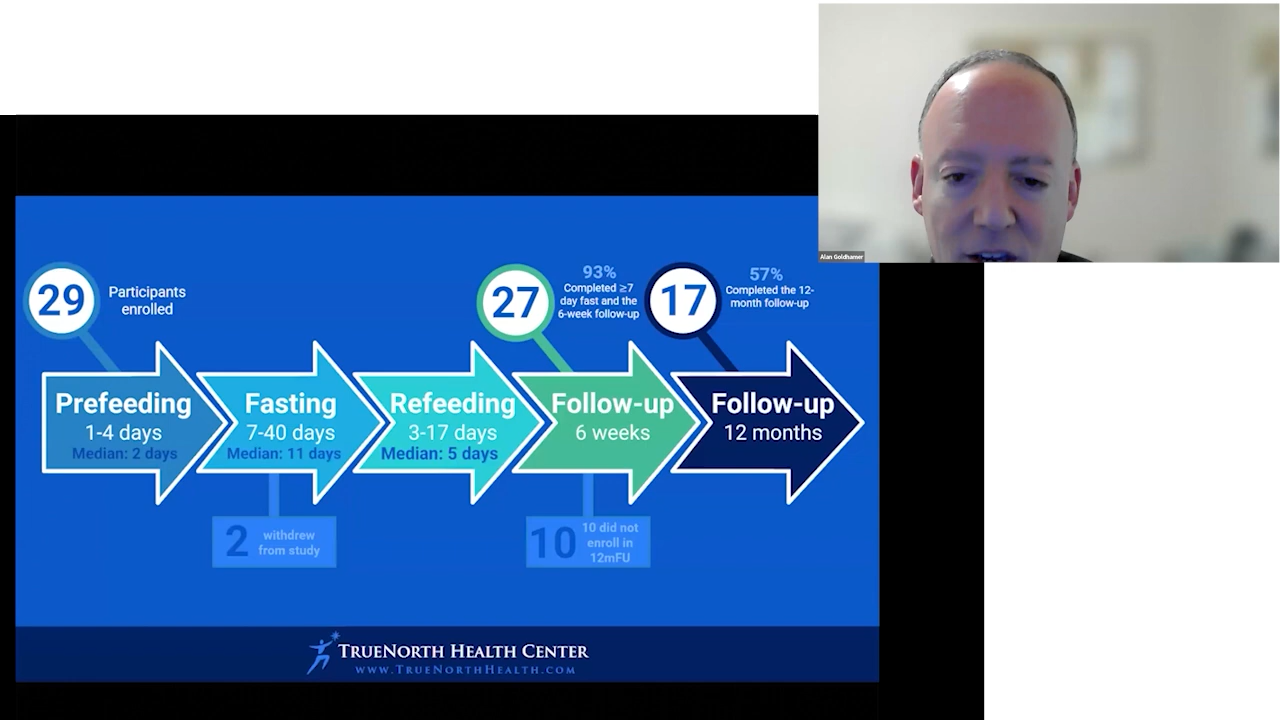 Alan Goldhamer
29
Participants
enrolled
27
93%
Completed ≥7
day fast and the
6-week follow-up
17
57%
Completed the 12-
month follow-up
Prefeeding
1-4 days
Median: 2 days
Fasting
7-40 days
Median: 11 days
Refeeding
3-17 days
Median: 5 days
Follow-up
6 weeks
Follow-up
12 months
2
withdrew
from study
10
10 did not
enroll in
12mFU
TRUENORTH HEALTH CENTER
WWW.TRUENORTHHEALTH.COM